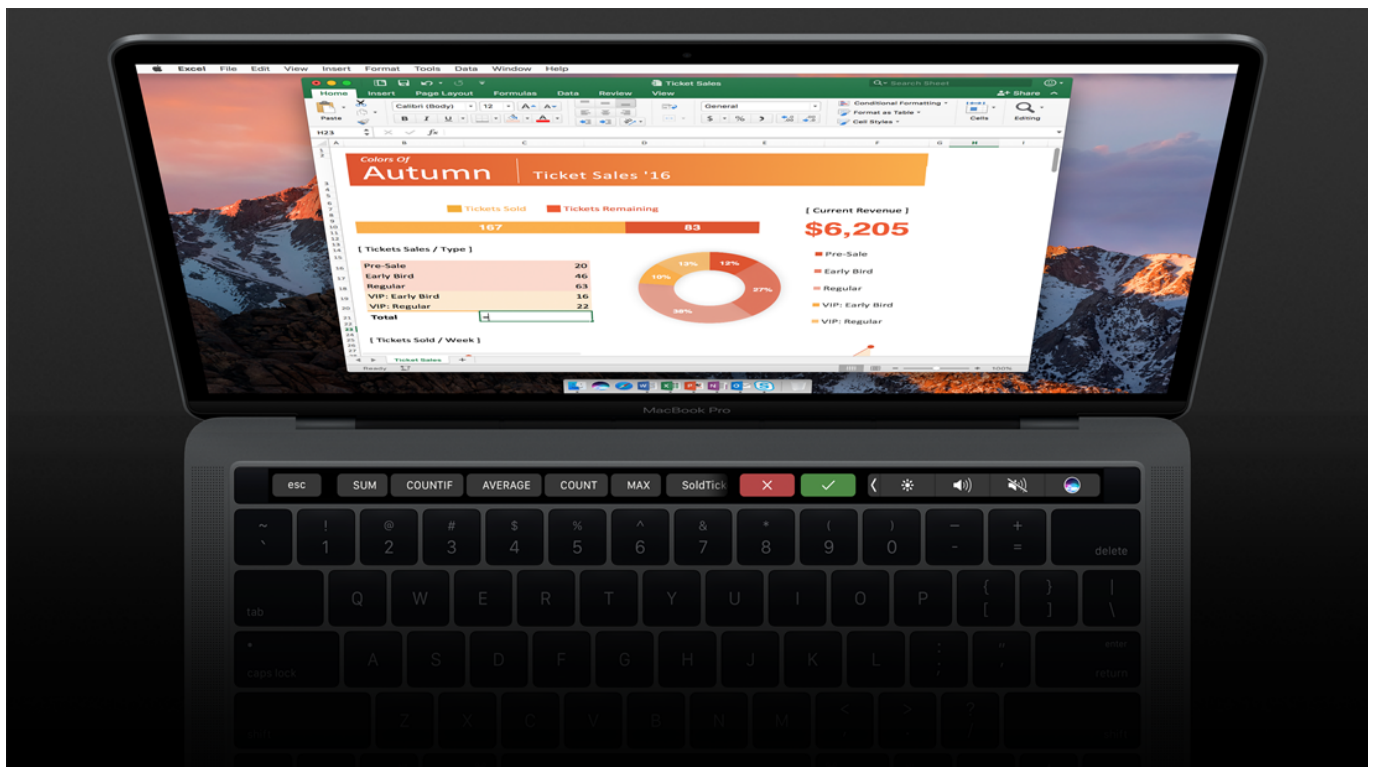 Excel File Edit View Insert Format Tools Data Window Help
Ticket Sales
Search Sheet
Home Insert Page Layout Formulas Data Review View
Share
Paste
Calibri (Body) 12 A A
General
Conditional Formatting
Format as Table
Cell Styles
Cells
Editing
B I U A
$ % )
H23 fx
A B C D E F G H I
Colors Of
Autumn Ticket Sales '16
Tickets Sold Tickets Remaining
167 83
[ Current Revenue ]
$6,205
[ Tickets Sales / Type ]
Pre-Sale 20
Early Bird 46
Regular 63
VIP: Early Bird 16
VIP: Regular 22
Total =
12%
27%
38%
10%
13%
Pre-Sale
Early Bird
Regular
VIP: Early Bird
VIP: Regular
[ Tickets Sold / Week ]
Ticket Sales +
Ready
100%
MacBook Pro
esc SUM COUNTIF AVERAGE COUNT MAX SoldTick
~ ! @ # $ % ^ & * ( ) — +
` 1 2 3 4 5 6 7 8 9 0 - = delete
tab Q W E R T Y U I O P { [ } ] | \
caps lock A S D F G H J K L : ; " ' enter return
Z X C V B N M < , > . ? /